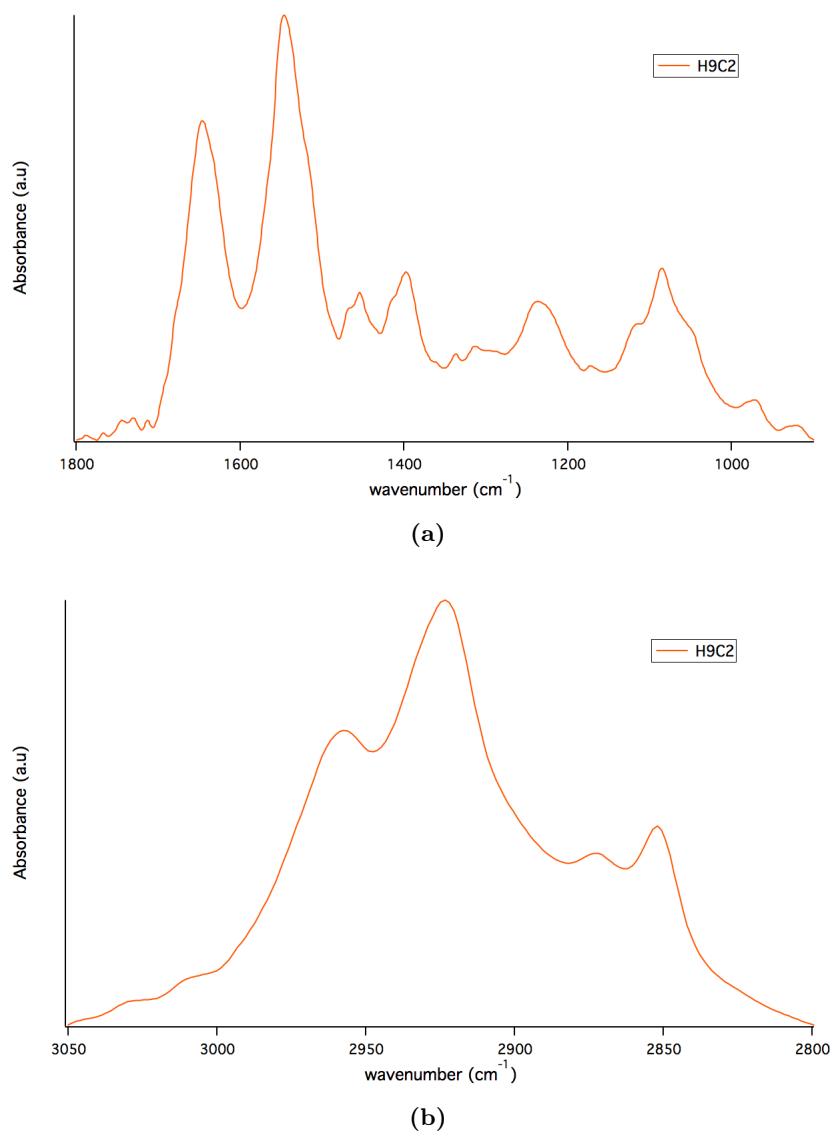 H9C2
Absorbance (a.u)
1800 1600 1400 1200 1000
wavenumber (cm-1)
(a)
H9C2
Absorbance (a.u)
3050 3000 2950 2900 2850 2800
wavenumber (cm-1)
(b)